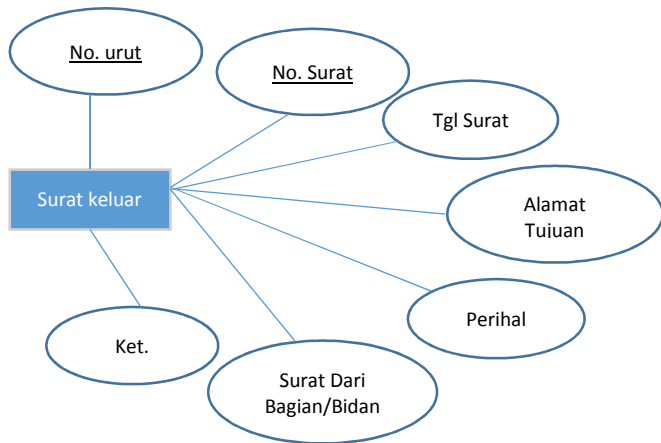 No. urut
No. Surat
Tgl Surat
Surat keluar
Alamat
Tujuan
Perihal
Ket.
Surat Dari
Bagian/Bidan